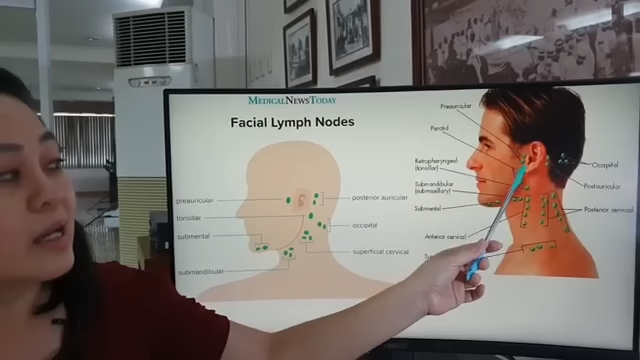 MEDICALNEWSTODAY
Facial Lymph Nodes
preauricular
tonsillar
submental
submandibular
posterior auricular
occipital
superficial cervical
Preauricular
Parotid
Retropharyngeal
(tonsillar)
Submandibular
(submaxillary)
Submental
Anterior cervical
Occipital
Postauricular
Posterior cervical